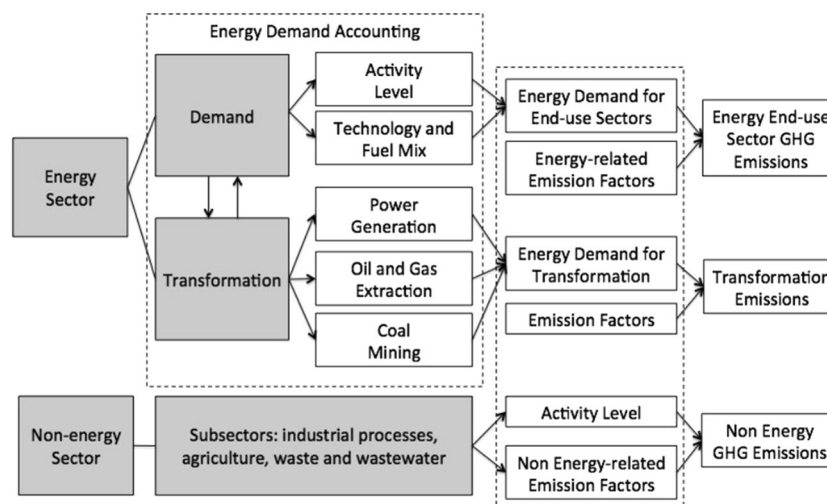 Energy Demand Accounting
Energy
Sector
Demand
Transformation
Activity
Level
Technology and
Fuel Mix
Power
Generation
Oil and Gas
Extraction
Coal
Mining
Energy Demand for
End-use Sectors
Energy-related
Emission Factors
Energy Demand for
Transformation
Emission Factors
Energy End-use
Sector GHG
Emissions
Transformation
Emissions
Non-energy
Sector
Subsectors: industrial processes,
agriculture, waste and wastewater
Activity Level
Non Energy-related
Emission Factors
Non Energy
GHG Emissions